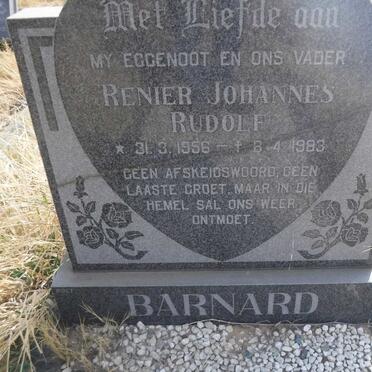 Met Liefde aan
MY EGGENOOT EN ONS VADER
RENIER JOHANNES
RUDOLF
* 31.3.1956 – † 8.4.1983
GEEN AFSKEIDSWOORD, GEEN
LAASTE GROET, MAAR IN DIE
HEMEL SAL ONS WEER
ONTMOET.
BARNARD